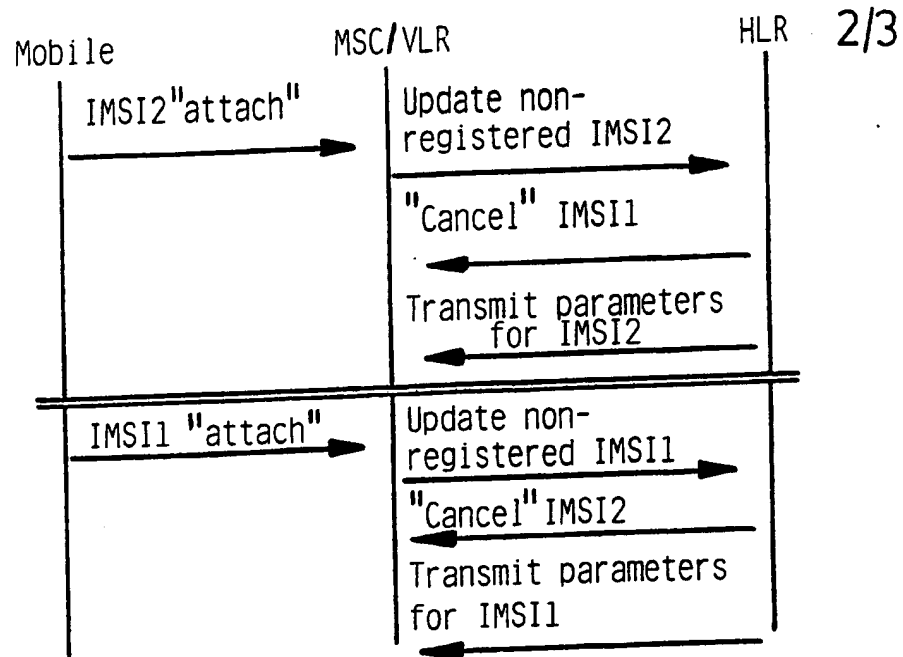 Mobile
MSC/VLR
HLR
2/3
IMSI2"attach"
Update non-
registered IMSI2
"Cancel" IMSI1
Transmit parameters
for IMSI2
IMSI1 "attach"
Update non-
registered IMSI1
"Cancel"IMSI2
Transmit parameters
for IMSI1